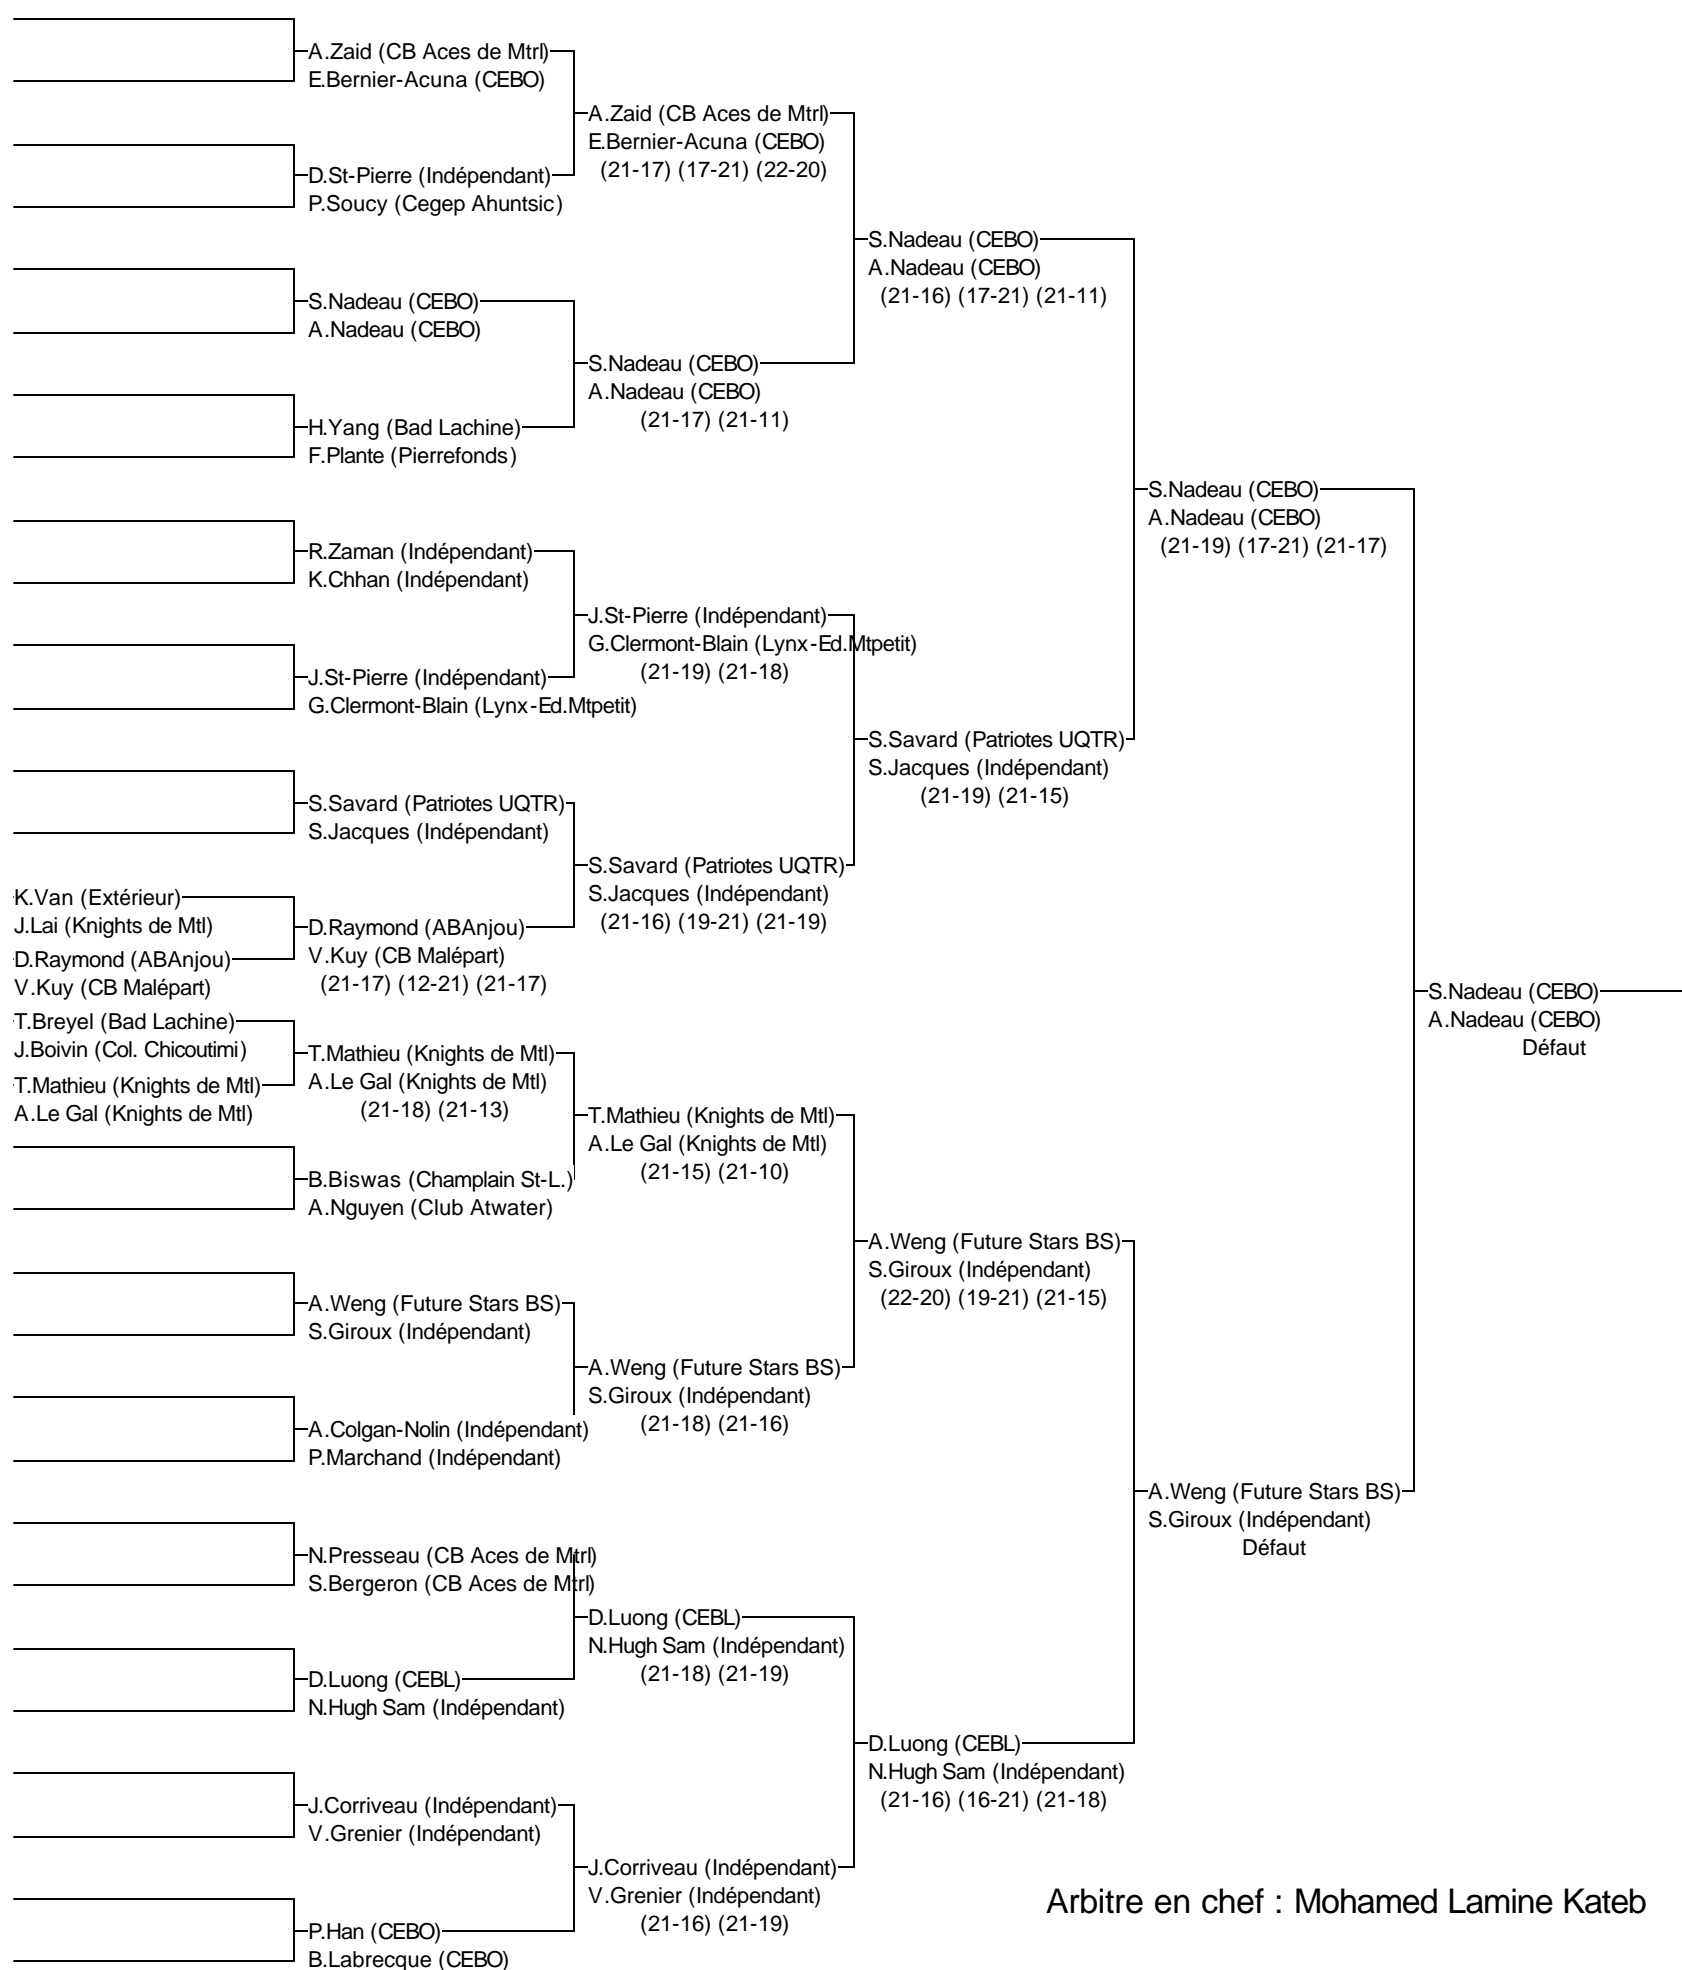 A.Zaid (CB Aces de Mtrl)
E.Bernier-Acuna (CEBO)
D.St-Pierre (Indépendant)
P.Soucy (Cegep Ahuntsic)
S.Nadeau (CEBO)
A.Nadeau (CEBO)
H.Yang (Bad Lachine)
F.Plante (Pierrefonds)
R.Zaman (Indépendant)
K.Chhan (Indépendant)
J.St-Pierre (Indépendant)
G.Clermont-Blain (Lynx-Ed.Mtpetit)
S.Savard (Patriotes UQTR)
S.Jacques (Indépendant)
K.Van (Extérieur)
J.Lai (Knights de Mtl)
D.Raymond (ABAnjou)
V.Kuy (CB Malépart)
D.Raymond (ABAnjou)
V.Kuy (CB Malépart)
(21-17) (12-21) (21-17)
T.Breyel (Bad Lachine)
J.Boivin (Col. Chicoutimi)
T.Mathieu (Knights de Mtl)
A.Le Gal (Knights de Mtl)
T.Mathieu (Knights de Mtl)
A.Le Gal (Knights de Mtl)
(21-18) (21-13)
B.Biswas (Champlain St-L.)
A.Nguyen (Club Atwater)
A.Weng (Future Stars BS)
S.Giroux (Indépendant)
A.Colgan-Nolin (Indépendant)
P.Marchand (Indépendant)
N.Presseau (CB Aces de Mtrl)
S.Bergeron (CB Aces de Mtrl)
D.Luong (CEBL)
N.Hugh Sam (Indépendant)
J.Corriveau (Indépendant)
V.Grenier (Indépendant)
P.Han (CEBO)
B.Labrecque (CEBO)
A.Zaid (CB Aces de Mtrl)
E.Bernier-Acuna (CEBO)
(21-17) (17-21) (22-20)
S.Nadeau (CEBO)
A.Nadeau (CEBO)
(21-17) (21-11)
J.St-Pierre (Indépendant)
G.Clermont-Blain (Lynx-Ed.Mtpetit)
(21-19) (21-18)
S.Savard (Patriotes UQTR)
S.Jacques (Indépendant)
(21-16) (19-21) (21-19)
T.Mathieu (Knights de Mtl)
A.Le Gal (Knights de Mtl)
(21-15) (21-10)
A.Weng (Future Stars BS)
S.Giroux (Indépendant)
(21-18) (21-16)
D.Luong (CEBL)
N.Hugh Sam (Indépendant)
(21-18) (21-19)
J.Corriveau (Indépendant)
V.Grenier (Indépendant)
(21-16) (21-19)
S.Nadeau (CEBO)
A.Nadeau (CEBO)
(21-16) (17-21) (21-11)
S.Savard (Patriotes UQTR)
S.Jacques (Indépendant)
(21-19) (21-15)
A.Weng (Future Stars BS)
S.Giroux (Indépendant)
(22-20) (19-21) (21-15)
D.Luong (CEBL)
N.Hugh Sam (Indépendant)
(21-16) (16-21) (21-18)
S.Nadeau (CEBO)
A.Nadeau (CEBO)
(21-19) (17-21) (21-17)
A.Weng (Future Stars BS)
S.Giroux (Indépendant)
Défaut
S.Nadeau (CEBO)
A.Nadeau (CEBO)
Défaut
Arbitre en chef : Mohamed Lamine Kateb